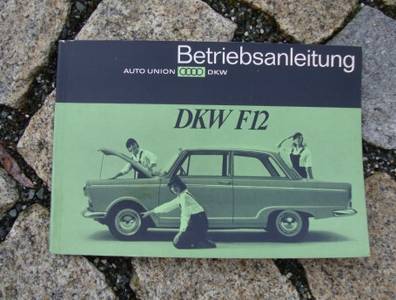 Betriebsanleitung
AUTO UNION DKW
DKW F12